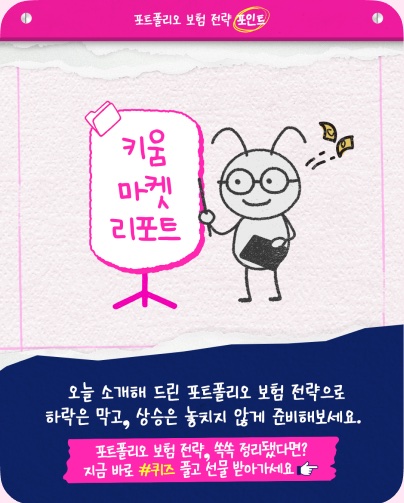 포트폴리오 보험 전략 포인트
키움
마켓
리포트
오늘 소개해 드린 포트폴리오 보험 전략으로
하락은 막고, 상승은 놓치지 않게 준비해보세요.
포트폴리오 보험 전략, 쏙쏙 정리됐다면?
지금 바로 #퀴즈 풀고 선물 받아가세요 👉